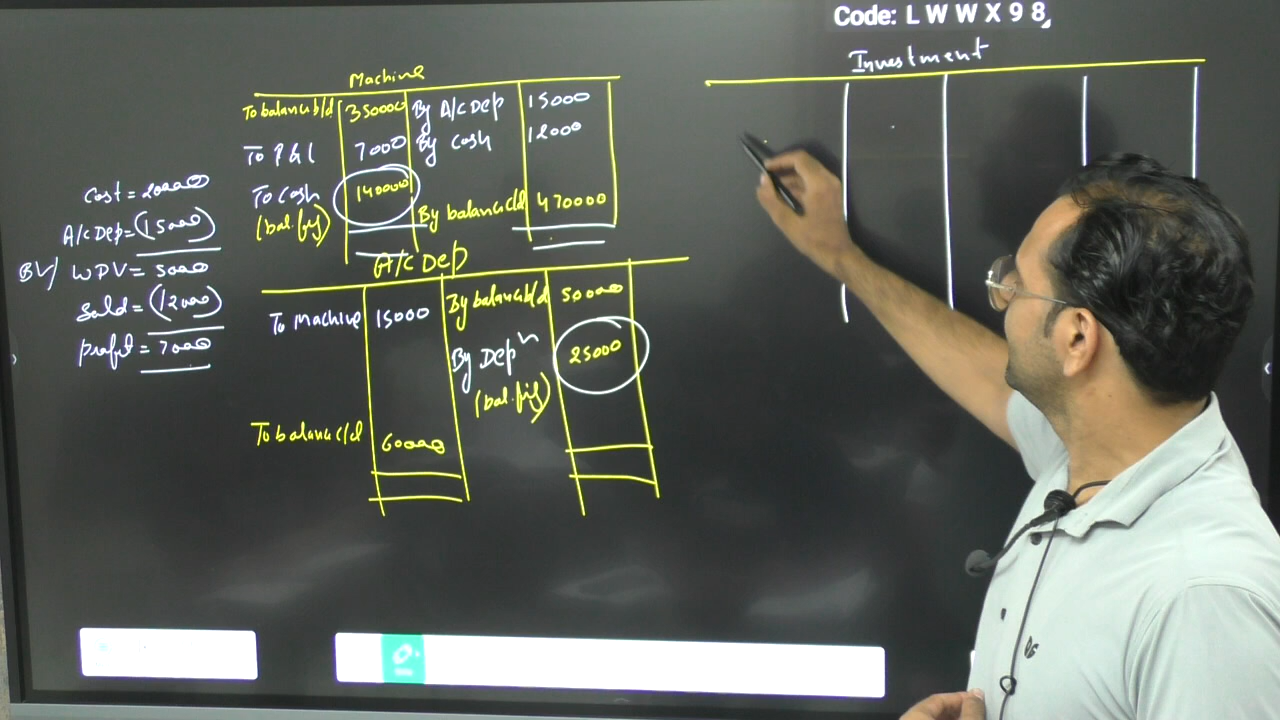 Code: L W W X 9 8,
Investment
Machine
To balance b/d 350000 By A/c Dep 15000
To P&L 7000 By Cash 12000
To Cash 140000
(bal.fig) By balance c/d 470000
Cost = 20000
A/c Dep = (15000)
BV/ WDV = 5000
Sold = (12000)
Profit = 7000
A/c Dep
To Machine 15000 By balance b/d 50000
By Depn 25000
(bal.fig)
To balance c/d 60000